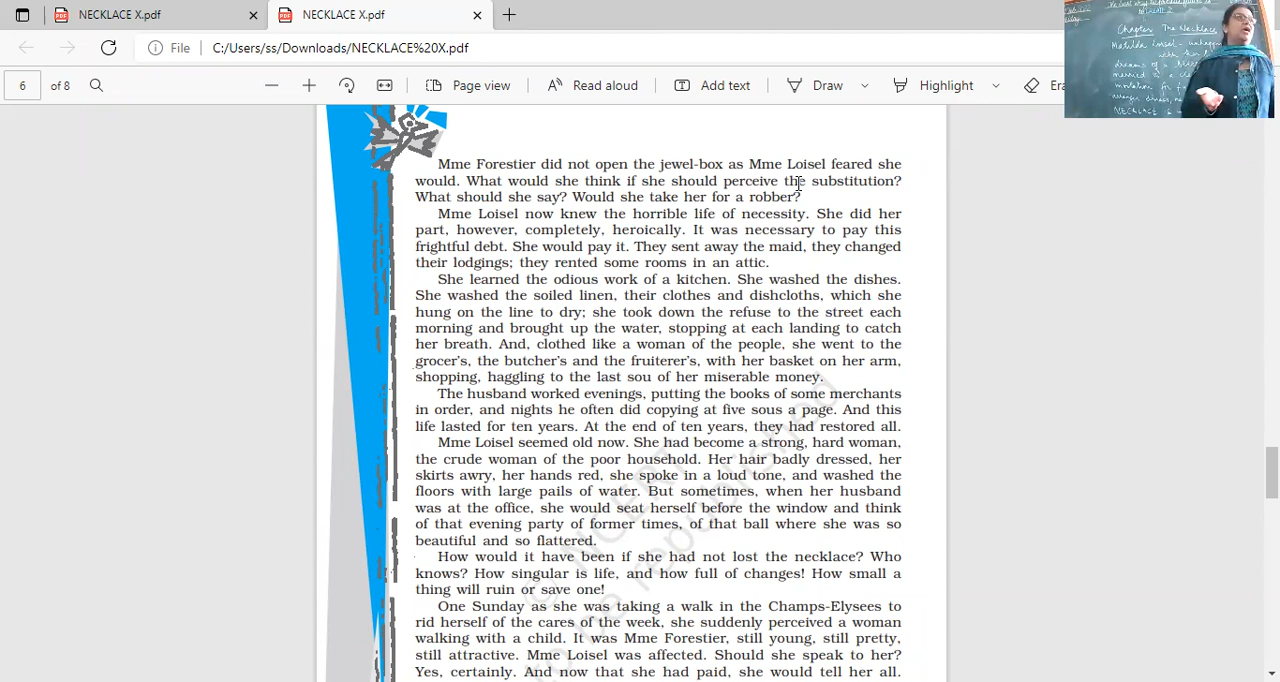 NECKLACE X.pdf
NECKLACE X.pdf
File
C:/Users/ss/Downloads/NECKLACE%20X.pdf
6 of 8
Page view
Read aloud
Add text
Draw
Highlight
Era
Chapter The Necklace
Matilda Loisel
NECKLACE
Mme Forestier did not open the jewel-box as Mme Loisel feared she
would. What would she think if she should perceive the substitution?
What should she say? Would she take her for a robber?
Mme Loisel now knew the horrible life of necessity. She did her
part, however, completely, heroically. It was necessary to pay this
frightful debt. She would pay it. They sent away the maid, they changed
their lodgings; they rented some rooms in an attic.
She learned the odious work of a kitchen. She washed the dishes.
She washed the soiled linen, their clothes and dishcloths, which she
hung on the line to dry; she took down the refuse to the street each
morning and brought up the water, stopping at each landing to catch
her breath. And, clothed like a woman of the people, she went to the
grocer's, the butcher's and the fruiterer's, with her basket on her arm,
shopping, haggling to the last sou of her miserable money.
The husband worked evenings, putting the books of some merchants
in order, and nights he often did copying at five sous a page. And this
life lasted for ten years. At the end of ten years, they had restored all.
Mme Loisel seemed old now. She had become a strong, hard woman,
the crude woman of the poor household. Her hair badly dressed, her
skirts awry, her hands red, she spoke in a loud tone, and washed the
floors with large pails of water. But sometimes, when her husband
was at the office, she would seat herself before the window and think
of that evening party of former times, of that ball where she was so
beautiful and so flattered.
How would it have been if she had not lost the necklace? Who
knows? How singular is life, and how full of changes! How small a
thing will ruin or save one!
One Sunday as she was taking a walk in the Champs-Elysees to
rid herself of the cares of the week, she suddenly perceived a woman
walking with a child. It was Mme Forestier, still young, still pretty,
still attractive. Mme Loisel was affected. Should she speak to her?
Yes, certainly. And now that she had paid, she would tell her all.